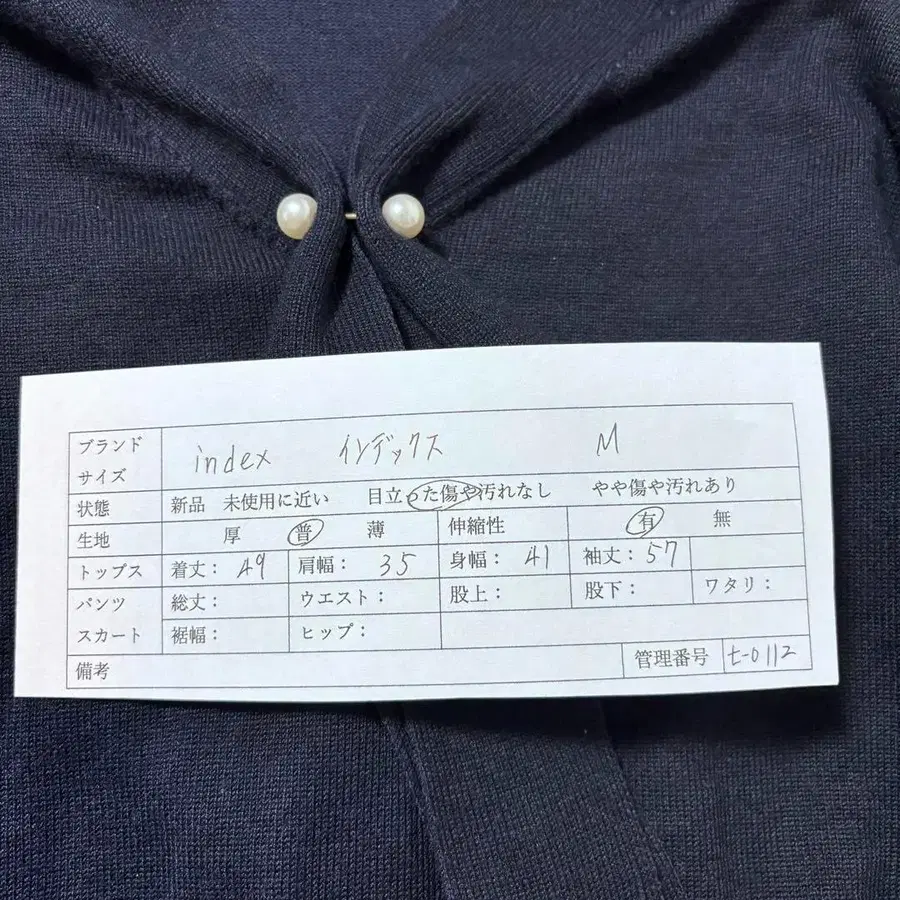 ブランド
サイズ
index インデックス M
状態 新品 未使用に近い 目立った傷や汚れなし やや傷や汚れあり
生地 厚 普 薄 伸縮性 有 無
トップス 着丈: 49 肩幅: 35 身幅: 41 袖丈: 57
パンツ 総丈: ウエスト: 股上: 股下: ワタリ:
スカート 裾幅: ヒップ:
備考 管理番号 t-0112